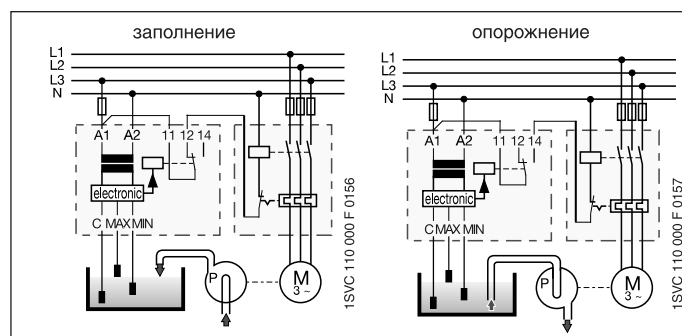 заполнение
L1
L2
L3
N
A1 A2 11 12 14
electronic
C MAX MIN
P
M
3 ~
1SVC 110 000 F 0156
опорожнение
L1
L2
L3
N
A1 A2 11 12 14
electronic
C MAX MIN
P
M
3 ~
1SVC 110 000 F 0157